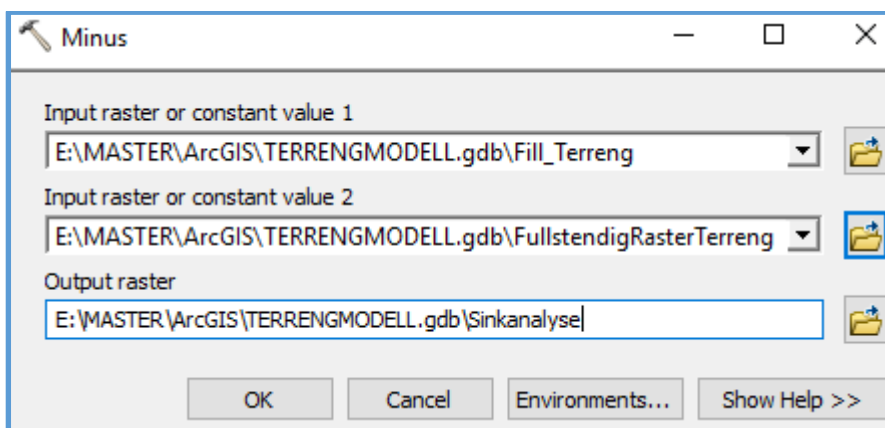 Minus
Input raster or constant value 1
E:\MASTER\ArcGIS\TERRENGMODELL.gdb\Fill_Terreng
Input raster or constant value 2
E:\MASTER\ArcGIS\TERRENGMODELL.gdb\FullstendigRasterTerreng
Output raster
E:\MASTER\ArcGIS\TERRENGMODELL.gdb\Sinkanalyse
OK Cancel Environments... Show Help >>